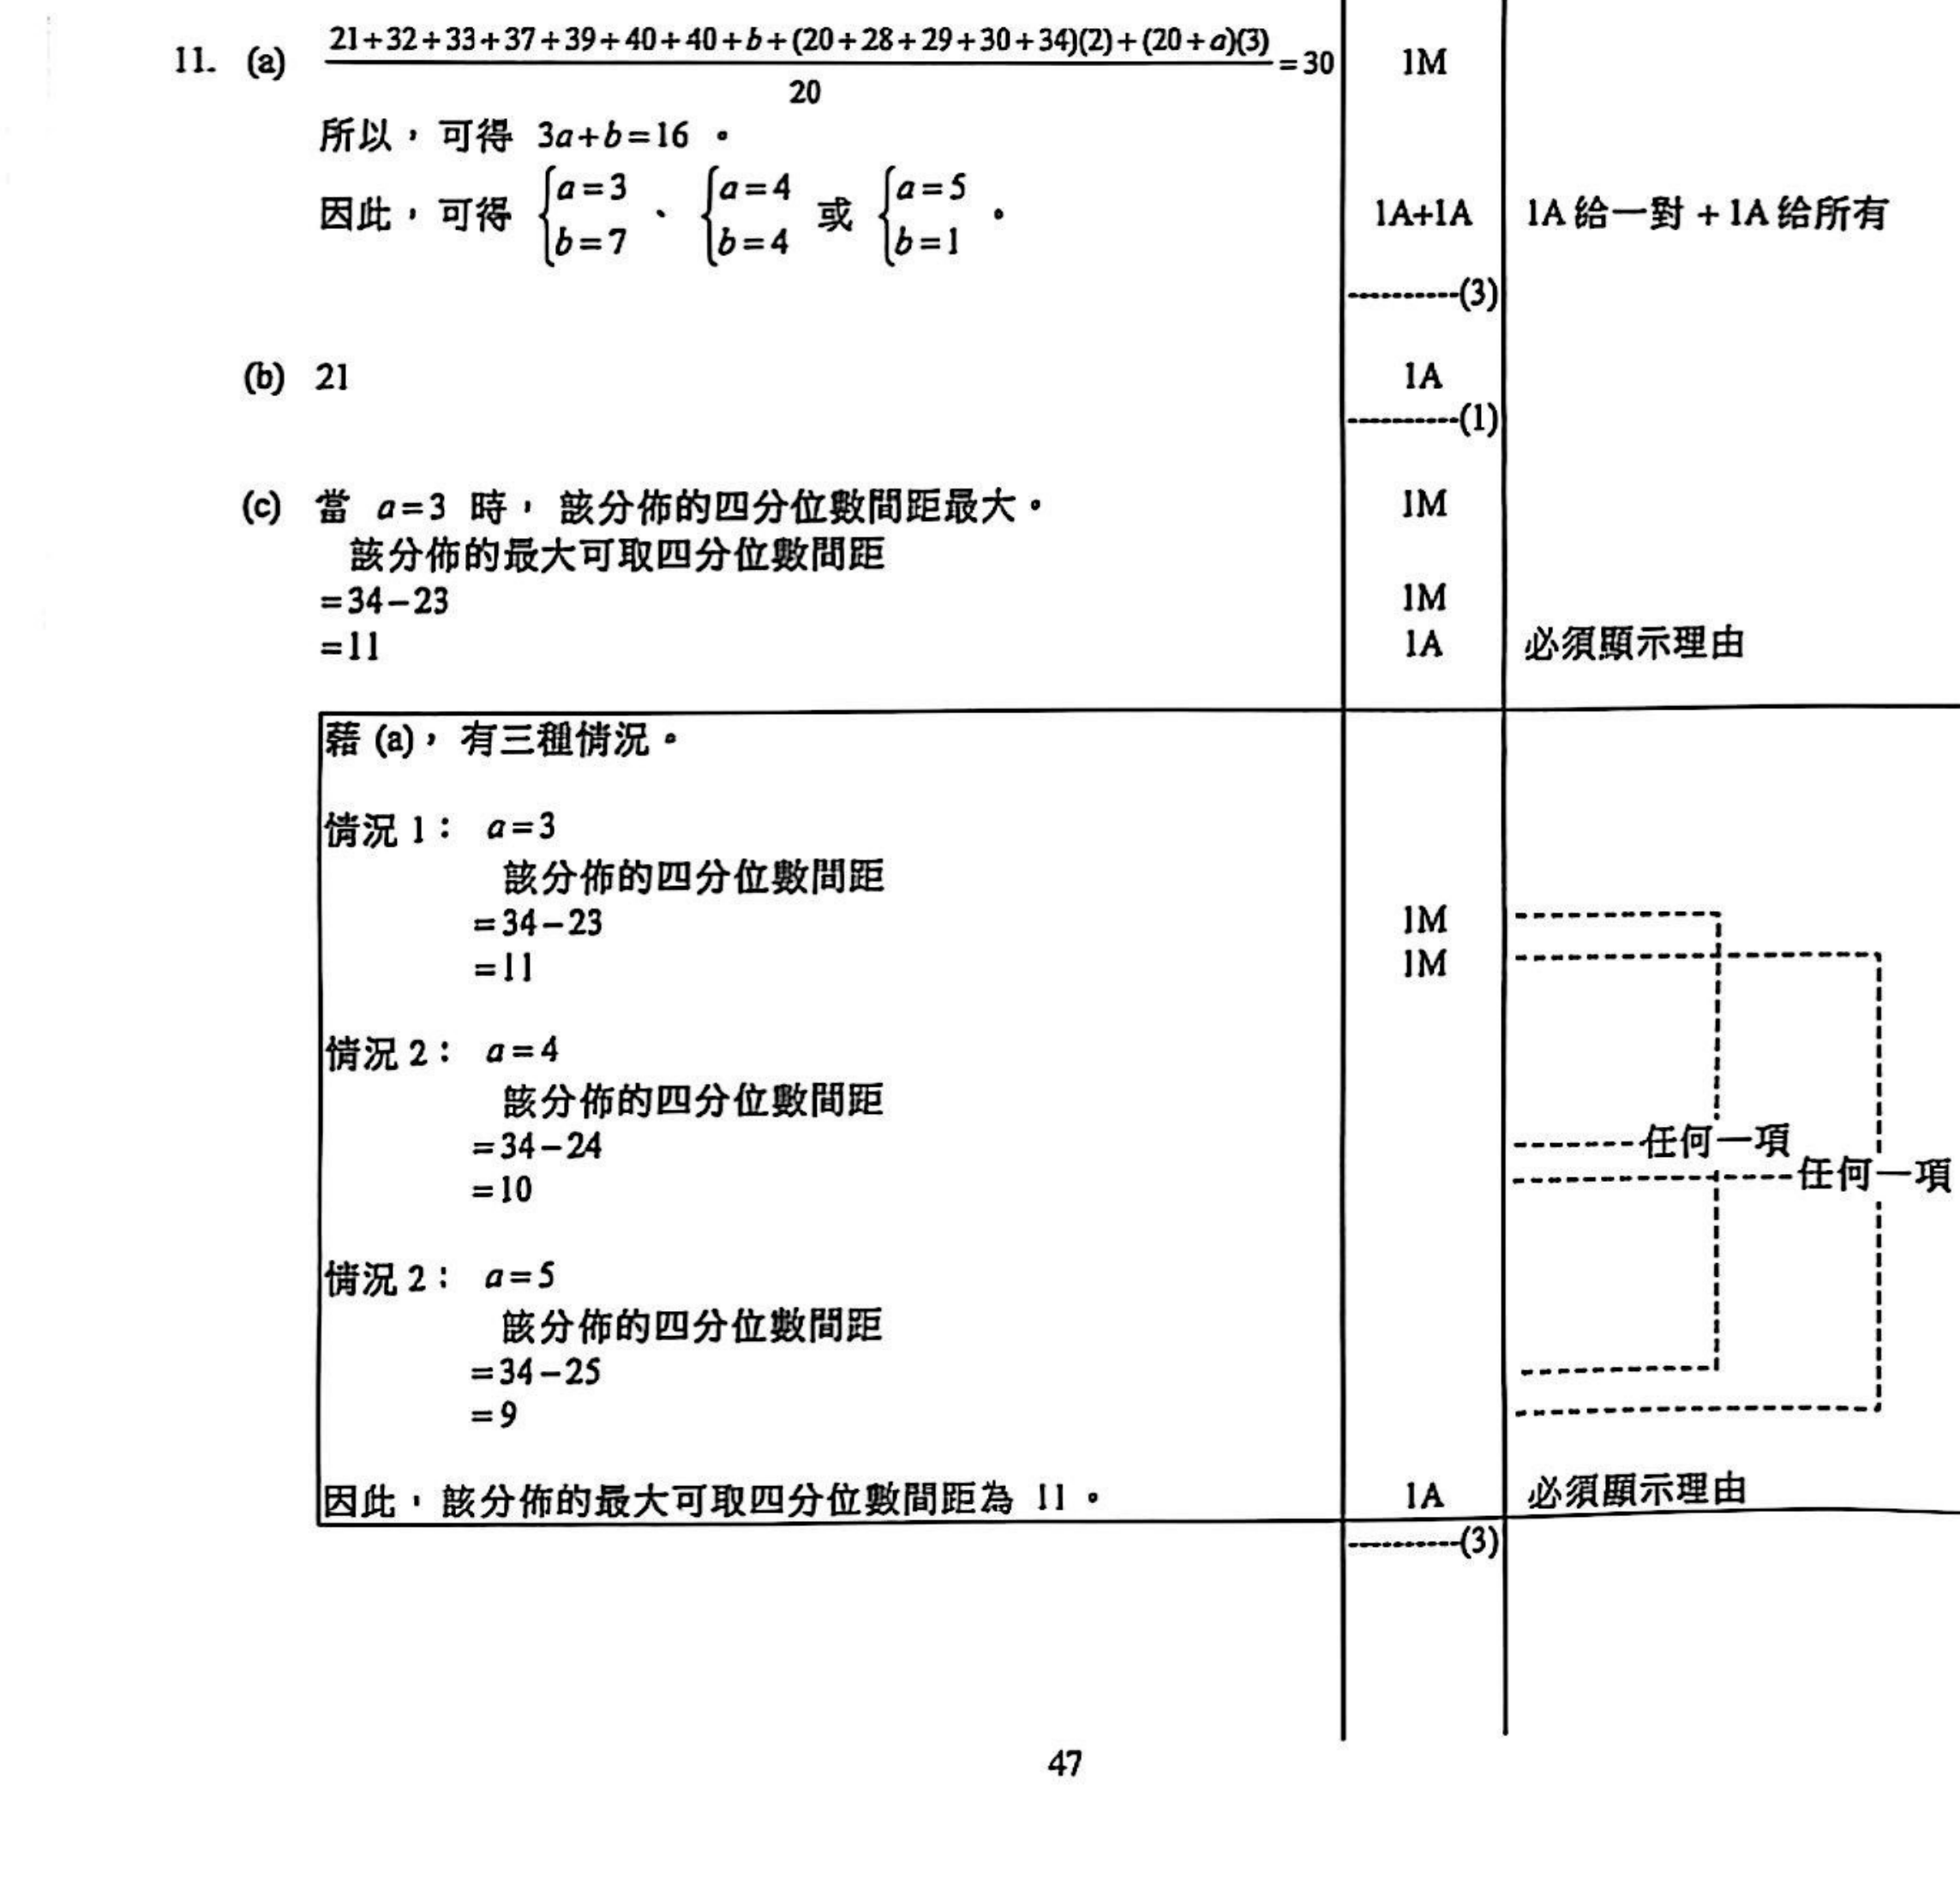 11. (a) \frac{21+32+33+37+39+40+40+b+(20+28+29+30+34)(2)+(20+a)(3)}{20}=30 1M
所以，可得 3a+b=16 。
因此，可得 {a=3 b=7 、 {a=4 b=4 或 {a=5 b=1 。 1A+1A 1A 給一對 + 1A 給所有
----------(3)
(b) 21 1A
----------(1)
(c) 當 a=3 時，該分佈的四分位數間距最大。 1M
該分佈的最大可取四分位數間距
=34−23 1M
=11 1A 必須顯示理由
藉 (a)，有三種情況。
情況 1： a=3
該分佈的四分位數間距
=34−23 1M
=11 1M
情況 2： a=4
該分佈的四分位數間距
=34−24 任何一項
=10 任何一項
情況 2： a=5
該分佈的四分位數間距
=34−25
=9
因此，該分佈的最大可取四分位數間距為 11 。 1A 必須顯示理由
----------(3)
47